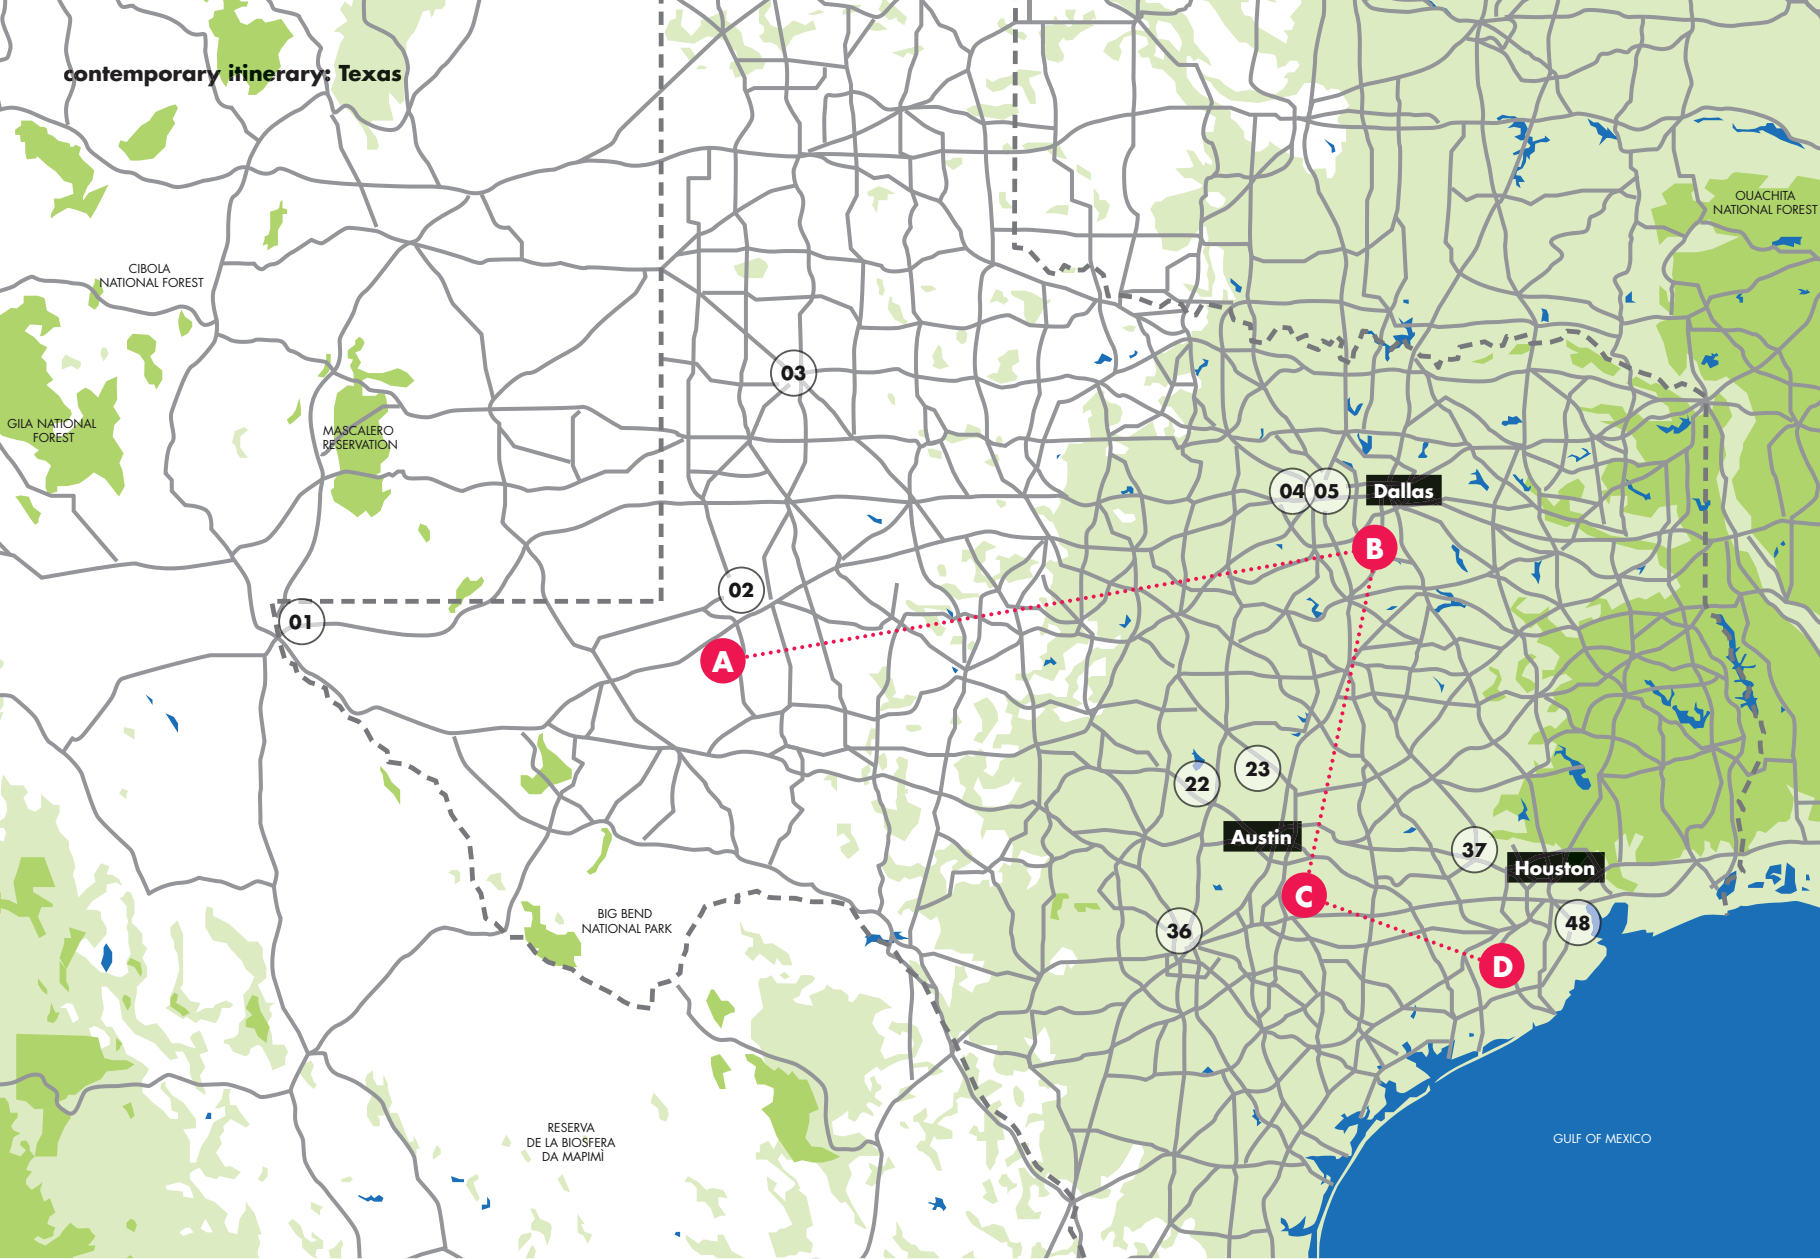 contemporary itinerary: Texas
OUACHITA
NATIONAL FOREST
CIBOLA
NATIONAL FOREST
03
GILA NATIONAL
FOREST
MASCALERO
RESERVATION
04
05
Dallas
B
02
01
A
23
22
Austin
37
Houston
C
BIG BEND
NATIONAL PARK
36
48
D
RESERVA
DE LA BIOSFERA
DA MAPIMÌ
GULF OF MEXICO